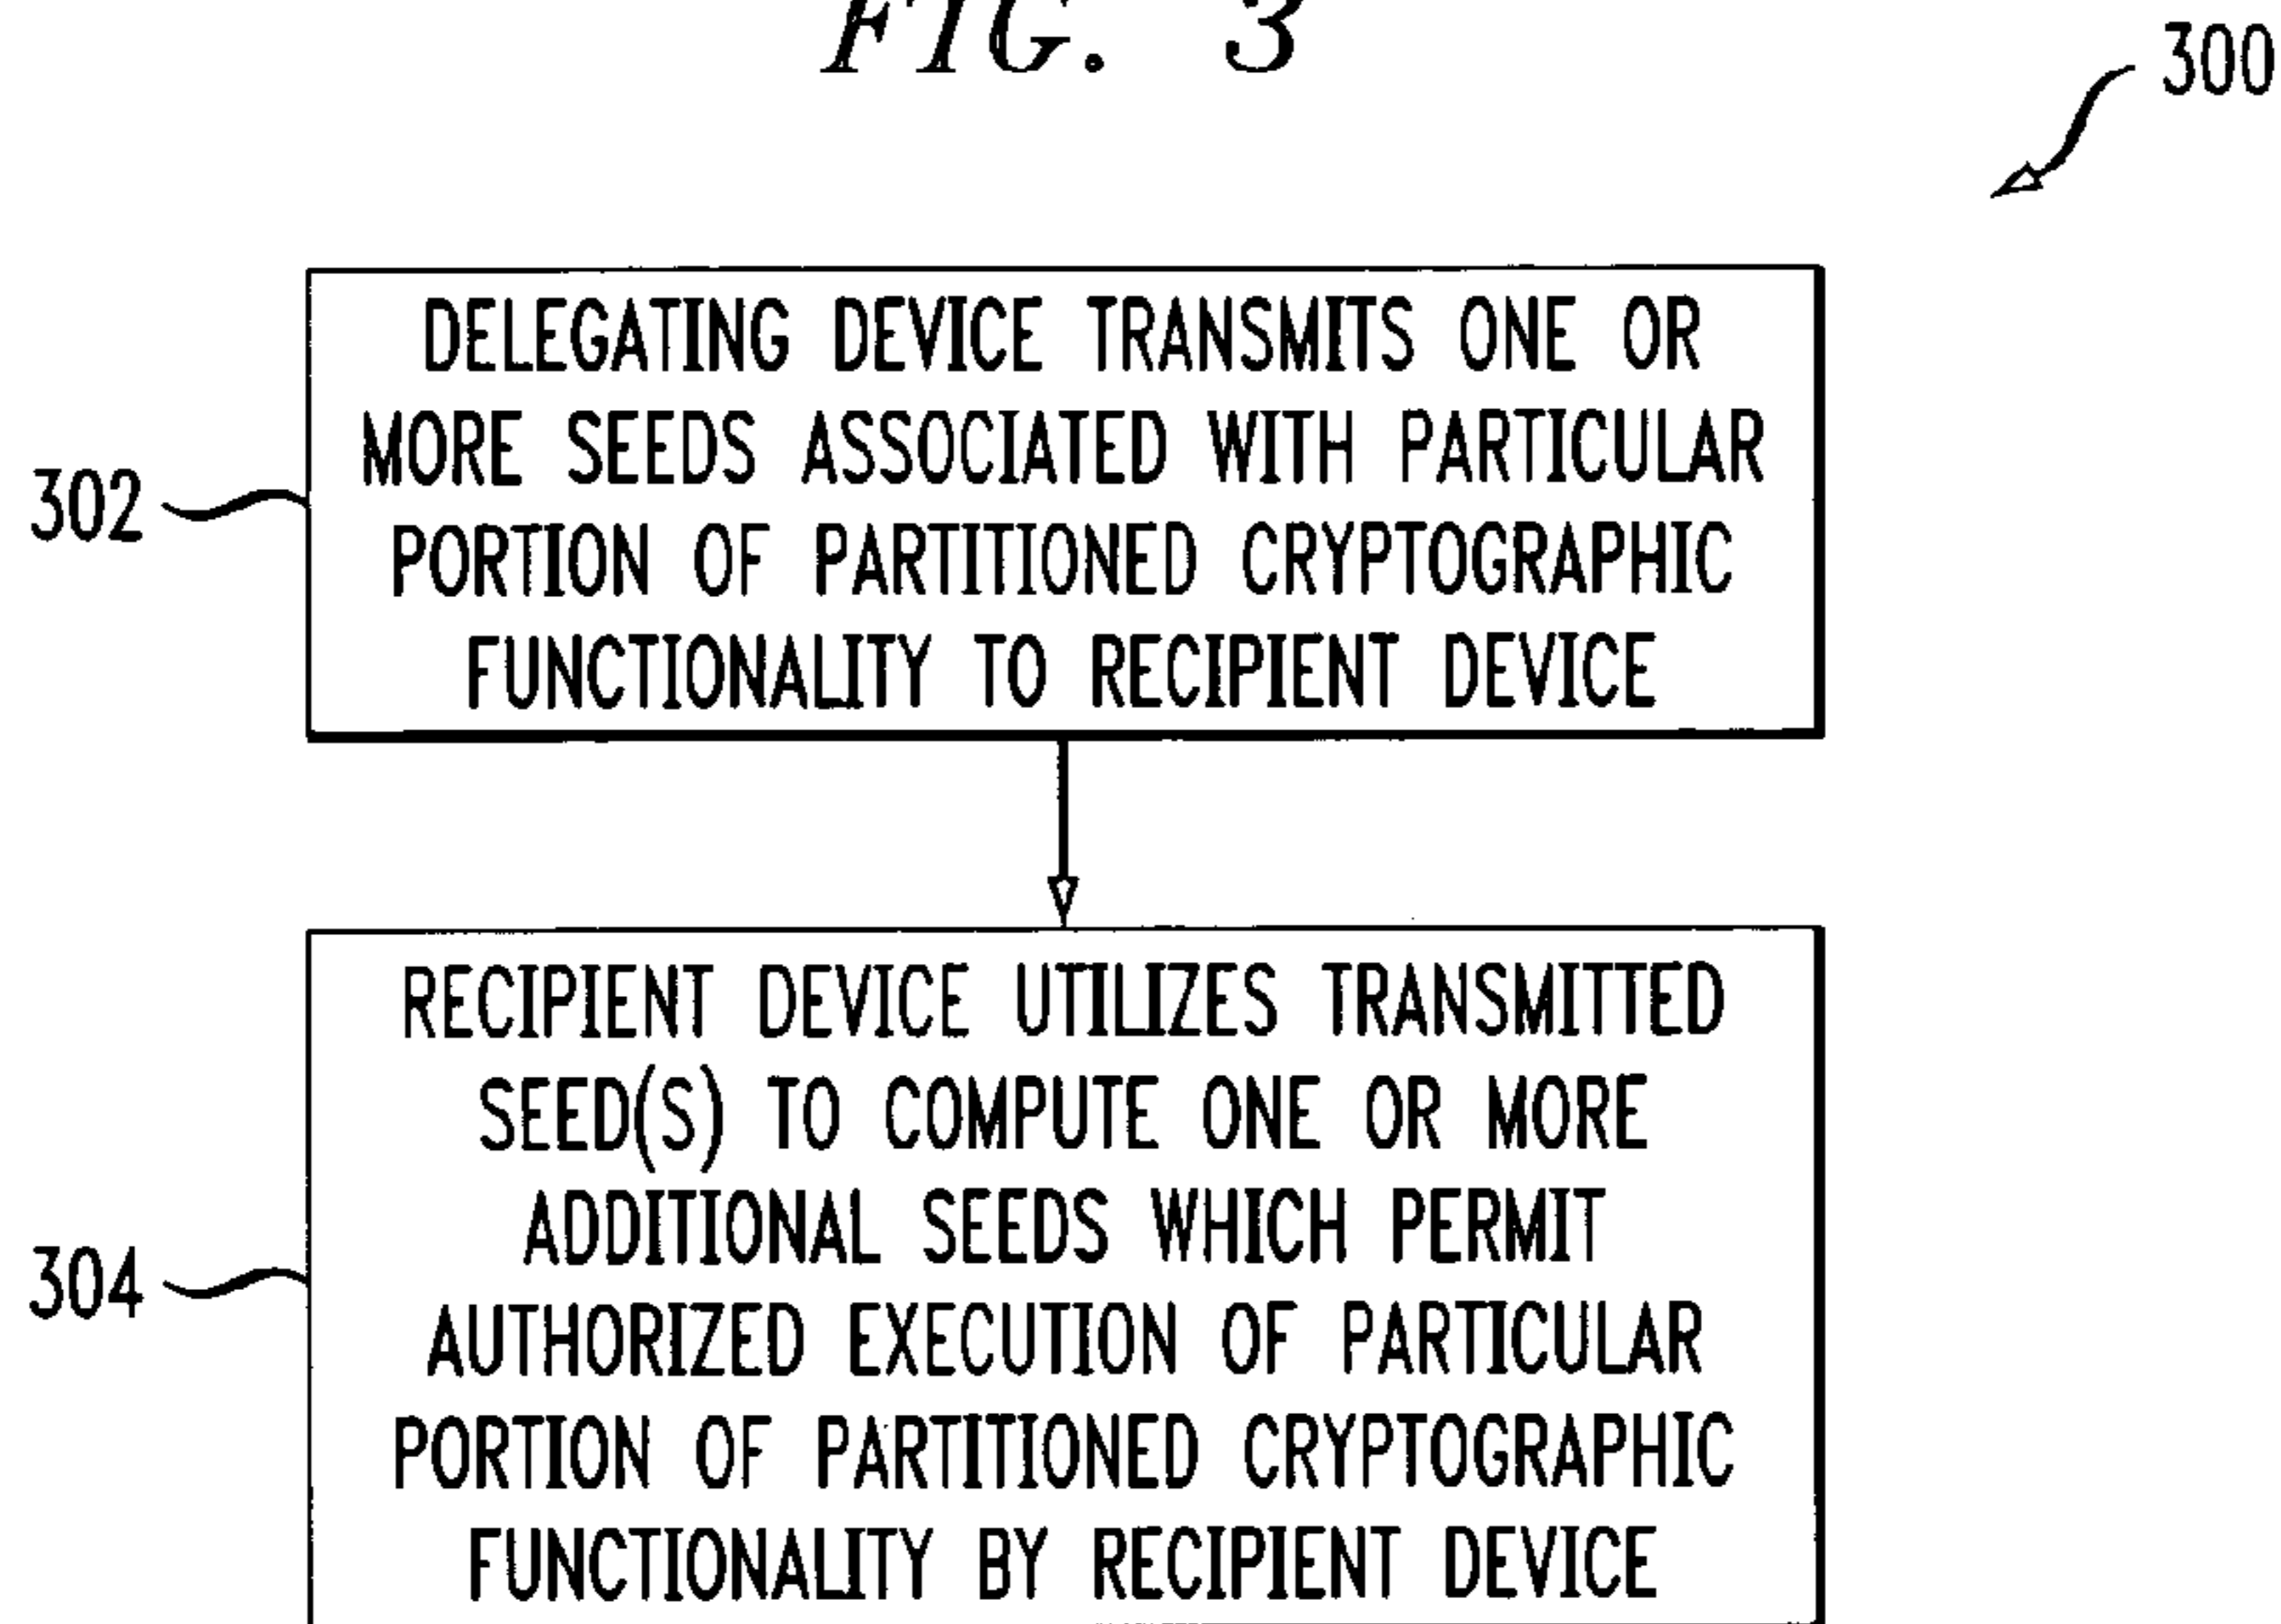 FIG. 3
300
DELEGATING DEVICE TRANSMITS ONE OR
MORE SEEDS ASSOCIATED WITH PARTICULAR
PORTION OF PARTITIONED CRYPTOGRAPHIC
FUNCTIONALITY TO RECIPIENT DEVICE
302
RECIPIENT DEVICE UTILIZES TRANSMITTED
SEED(S) TO COMPUTE ONE OR MORE
ADDITIONAL SEEDS WHICH PERMIT
AUTHORIZED EXECUTION OF PARTICULAR
PORTION OF PARTITIONED CRYPTOGRAPHIC
FUNCTIONALITY BY RECIPIENT DEVICE
304